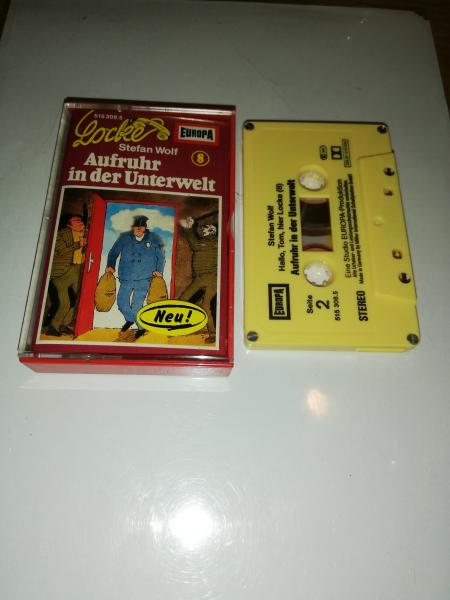 515 308.5
Locke
EUROPA
Stefan Wolf
8
Aufruhr
in der Unterwelt
Neu!
Stefan Wolf
Hallo, Tom, hier Locke (8)
Aufruhr in der Unterwelt
EUROPA
Seite
2
515 308.5
Eine Studio EUROPA-Produktion
STEREO